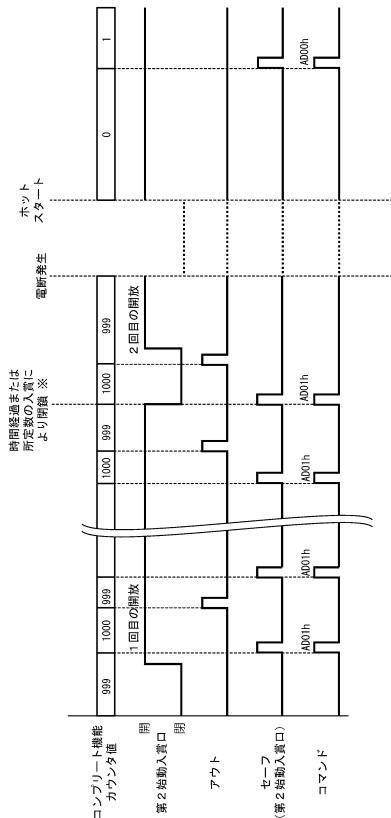 時間経過または
所定数の入賞に
より閉鎖 ※
電断発生
ホット
スタート
コンプリート機能
カウンタ値
999
1000
999
1000
999
1000
999
0
1
第2始動入賞口
開
閉
1回目の開放
2回目の開放
アウト
セーフ
(第2始動入賞口)
コマンド
AD01h
AD01h
AD01h
AD01h
AD00h